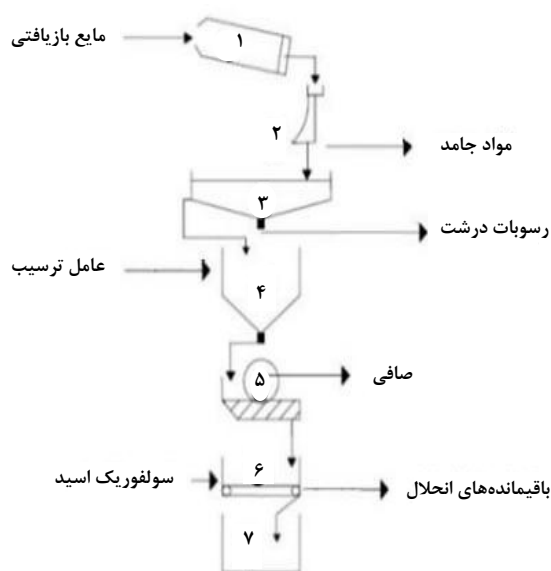 مایع بازیافتی
۱
۲
مواد جامد
۳
رسوبات درشت
عامل ترسیب
۴
۵
صافی
سولفوریک اسید
۶
باقیمانده‌های انحلال
۷